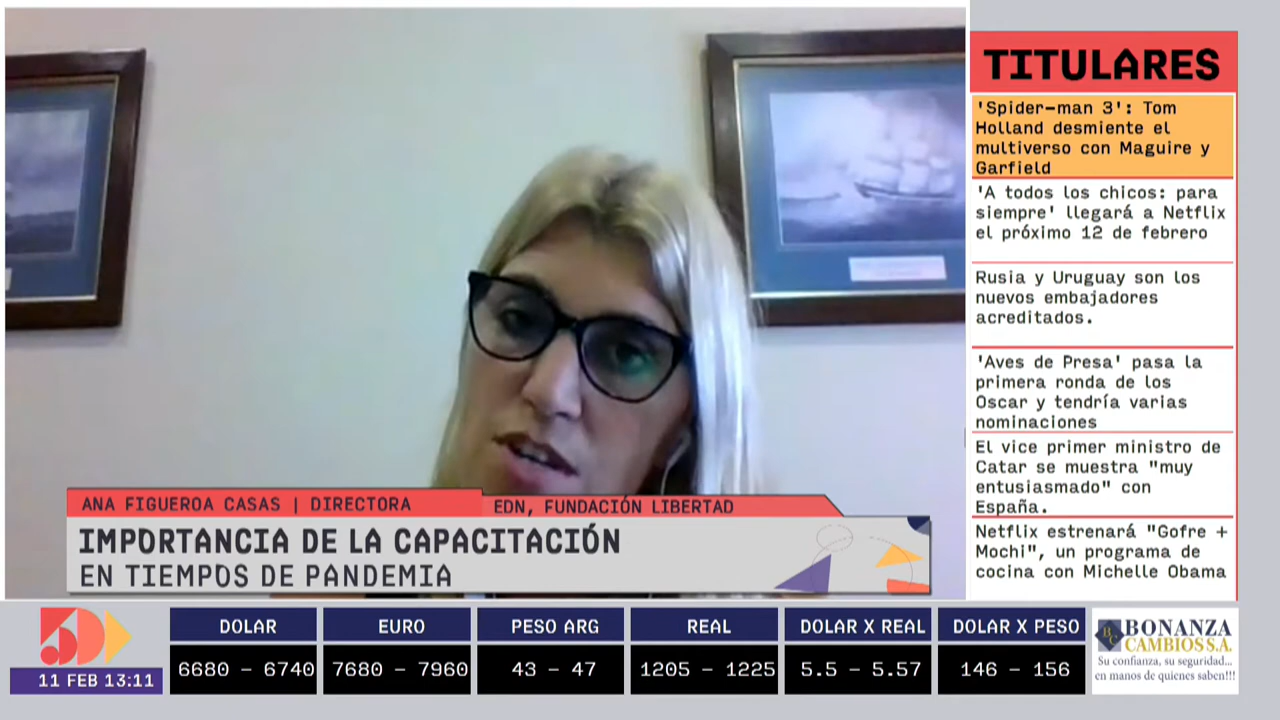 TITULARES
'Spider-man 3': Tom
Holland desmiente el
multiverso con Maguire y
Garfield
'A todos los chicos: para
siempre' llegará a Netflix
el próximo 12 de febrero
Rusia y Uruguay son los
nuevos embajadores
acreditados.
'Aves de Presa' pasa la
primera ronda de los
Oscar y tendría varias
nominaciones
El vice primer ministro de
Catar se muestra "muy
entusiasmado" con
España.
Netflix estrenará "Gofre +
Mochi", un programa de
cocina con Michelle Obama
ANA FIGUEROA CASAS | DIRECTORA
EDN, FUNDACIÓN LIBERTAD
IMPORTANCIA DE LA CAPACITACIÓN
EN TIEMPOS DE PANDEMIA
5D
11 FEB 13:11
DOLAR
6680 - 6740
EURO
7680 - 7960
PESO ARG
43 - 47
REAL
1205 - 1225
DOLAR X REAL
5.5 - 5.57
DOLAR X PESO
146 - 156
BC
BONANZA
CAMBIOS S.A.
Su confianza, su seguridad...
en manos de quienes saben!!!